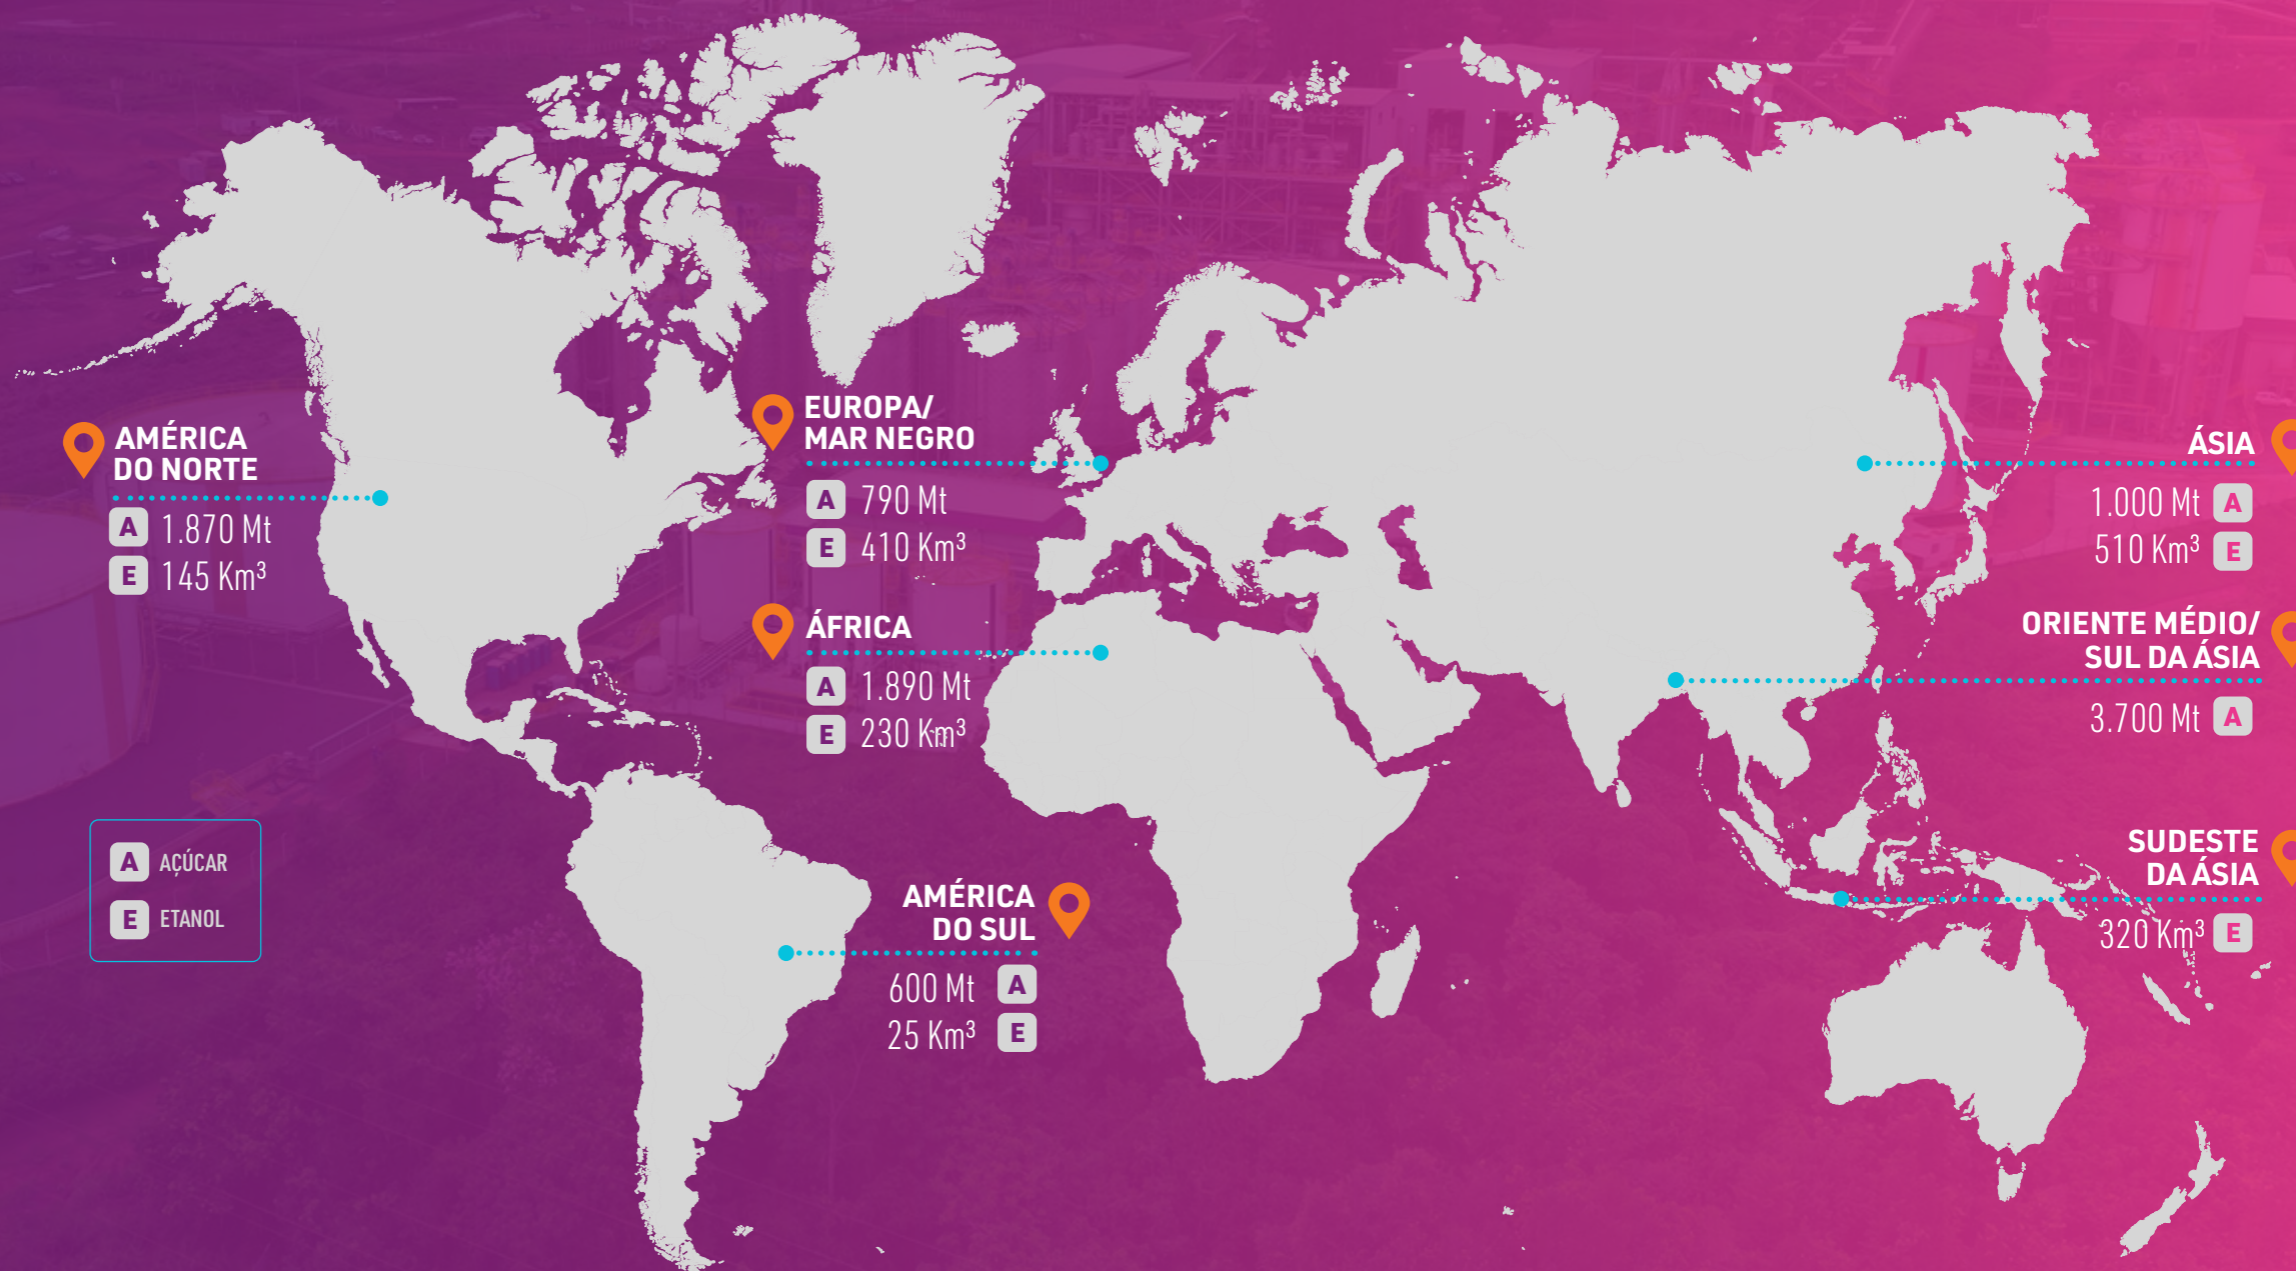 AMÉRICA
DO NORTE
A 1.870 Mt
E 145 Km³
EUROPA/
MAR NEGRO
A 790 Mt
E 410 Km³
ÁFRICA
A 1.890 Mt
E 230 Km³
AMÉRICA
DO SUL
600 Mt A
25 Km³ E
ÁSIA
1.000 Mt A
510 Km³ E
ORIENTE MÉDIO/
SUL DA ÁSIA
3.700 Mt A
SUDESTE
DA ÁSIA
320 Km³ E
A AÇÚCAR
E ETANOL